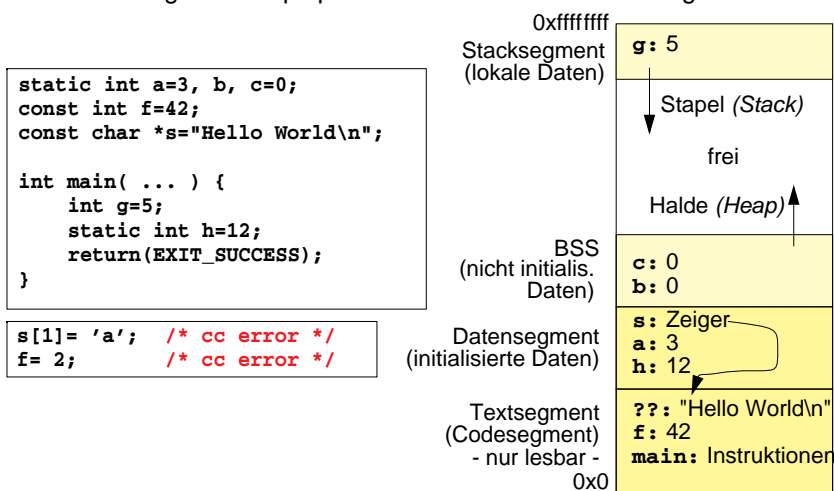 0xffffffff
static int a=3, b, c=0;
const int f=42;
const char *s="Hello World\n";
int main( ... ) {
int g=5;
static int h=12;
return(EXIT_SUCCESS);
}
s[1]= ’a’; /* cc error */
f= 2; /* cc error */
Stacksegment
(lokale Daten)
g: 5
Stapel (Stack)
frei
Halde (Heap)
BSS
(nicht initialis.
Daten)
c: 0
b: 0
Datensegment
(initialisierte Daten)
s: Zeiger
a: 3
h: 12
Textsegment
(Codesegment)
- nur lesbar -
0x0
??: "Hello World\n"
f: 42
main: Instruktionen